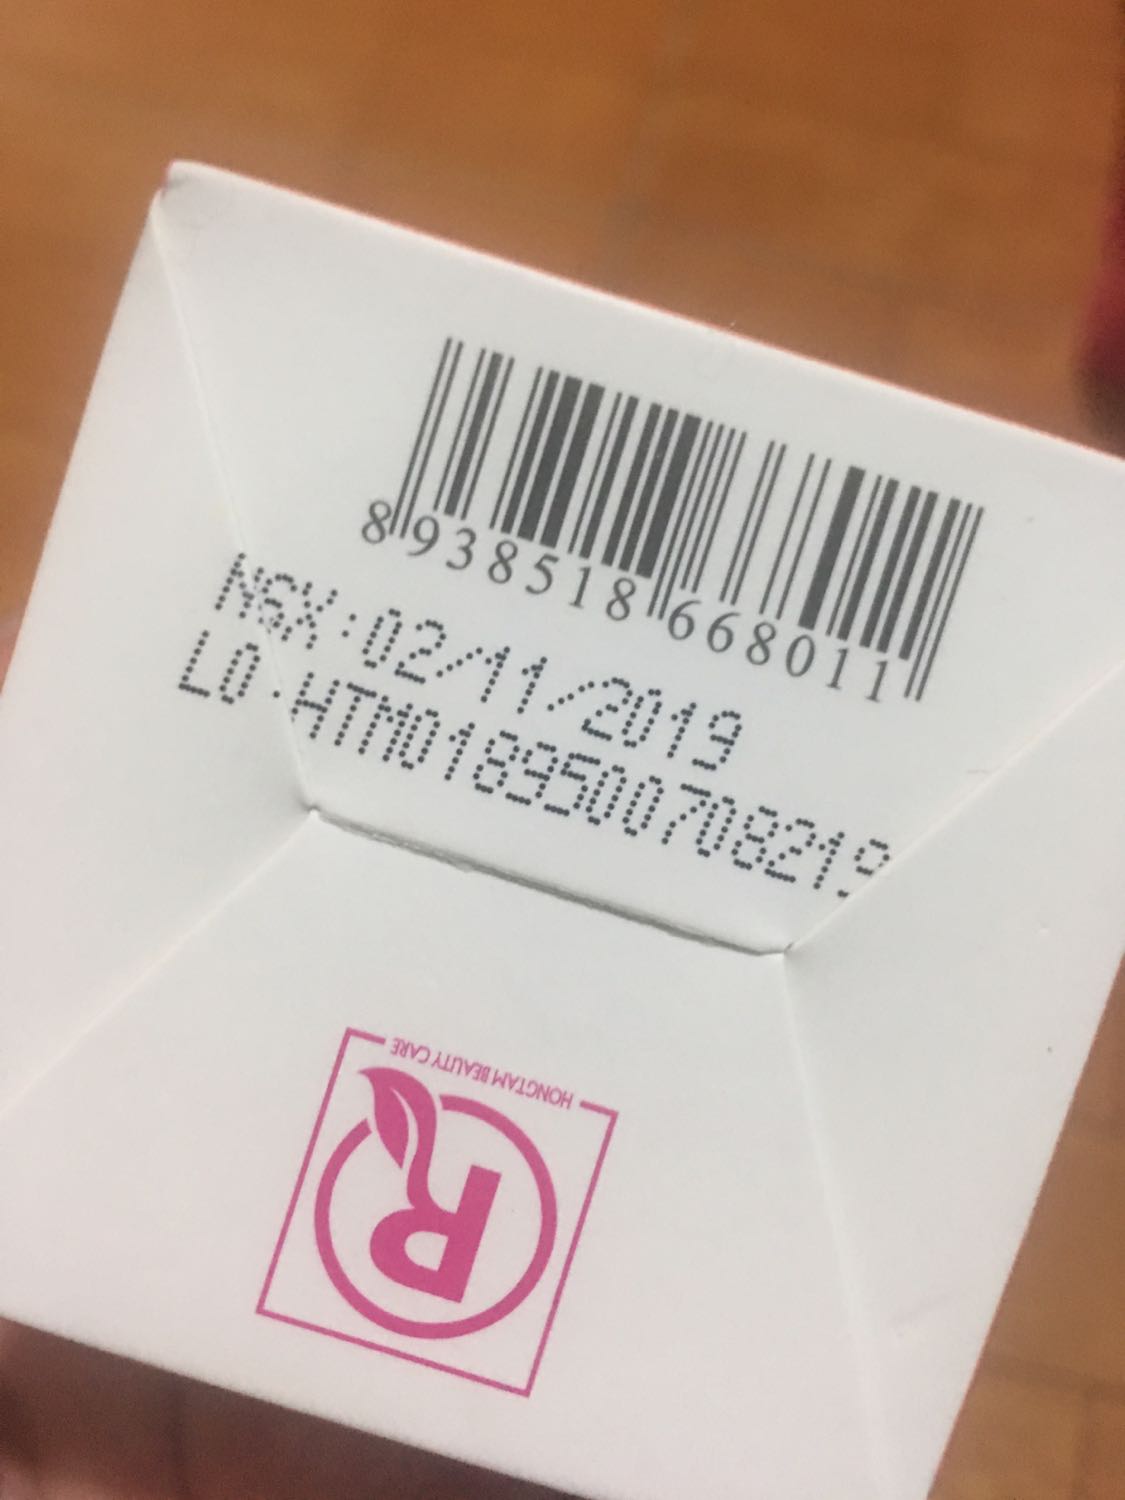 8938518668011
NSX:02/11/2019
LO:HTM0189500708219
HONGTAM BEAUTY CARE
R